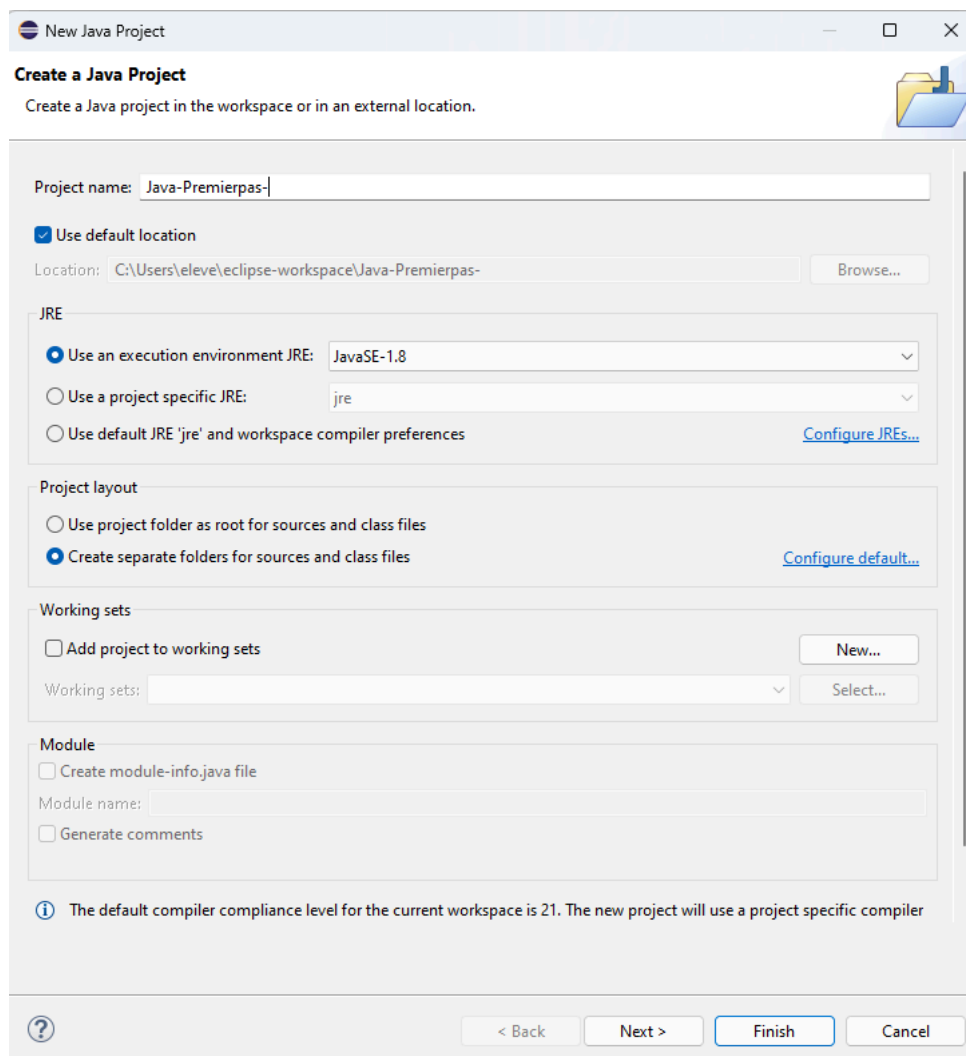 New Java Project
Create a Java Project
Create a Java project in the workspace or in an external location.
Project name: Java-Premierpas-
Use default location
Location: C:\Users\eleve\eclipse-workspace\Java-Premierpas- Browse...
JRE
Use an execution environment JRE: JavaSE-1.8
Use a project specific JRE: jre
Use default JRE 'jre' and workspace compiler preferences Configure JREs...
Project layout
Use project folder as root for sources and class files
Create separate folders for sources and class files Configure default...
Working sets
Add project to working sets New...
Working sets: Select...
Module
Create module-info.java file
Module name:
Generate comments
The default compiler compliance level for the current workspace is 21. The new project will use a project specific compiler
? < Back Next > Finish Cancel